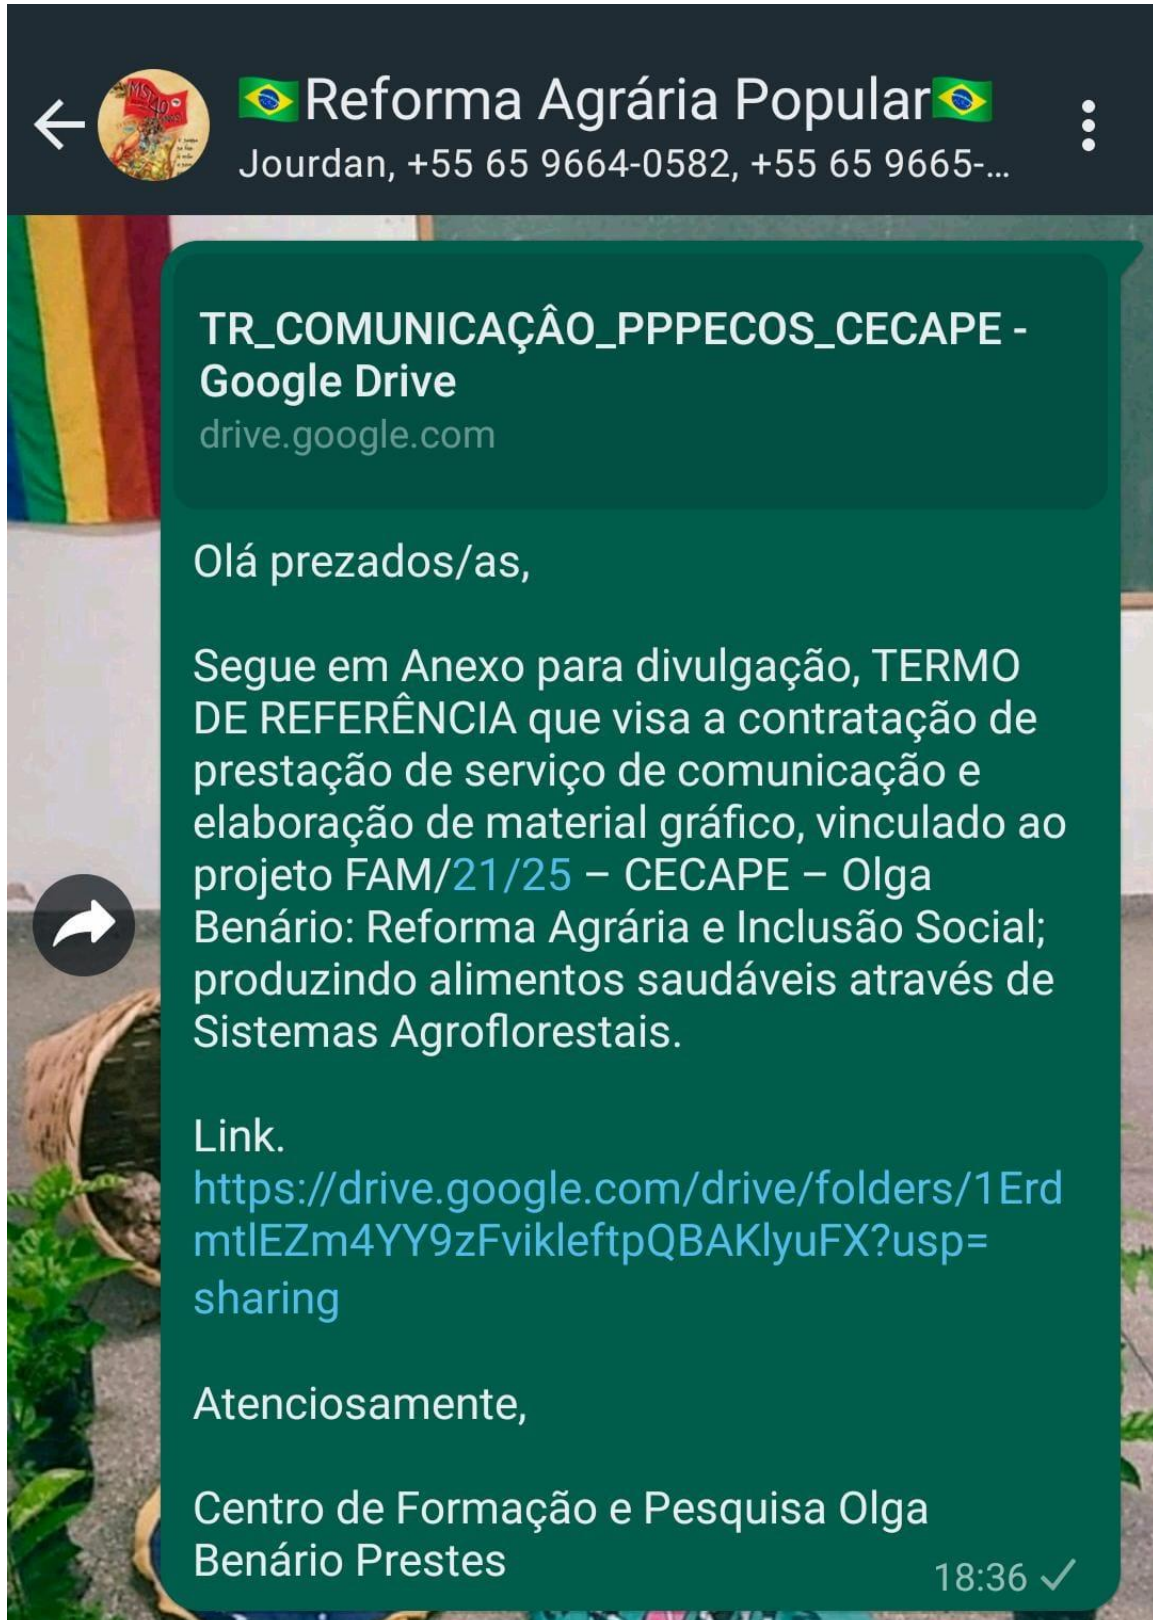 🇧🇷Reforma Agrária Popular🇧🇷
Jourdan, +55 65 9664-0582, +55 65 9665-...
TR_COMUNICAÇÂO_PPPECOS_CECAPE -
Google Drive
drive.google.com
Olá prezados/as,
Segue em Anexo para divulgação, TERMO
DE REFERÊNCIA que visa a contratação de
prestação de serviço de comunicação e
elaboração de material gráfico, vinculado ao
projeto FAM/21/25 – CECAPE – Olga
Benário: Reforma Agrária e Inclusão Social;
produzindo alimentos saudáveis através de
Sistemas Agroflorestais.
Link.
https://drive.google.com/drive/folders/1Erd
mtlEZm4YY9zFvikleftpQBAKlyuFX?usp=
sharing
Atenciosamente,
Centro de Formação e Pesquisa Olga
Benário Prestes
18:36